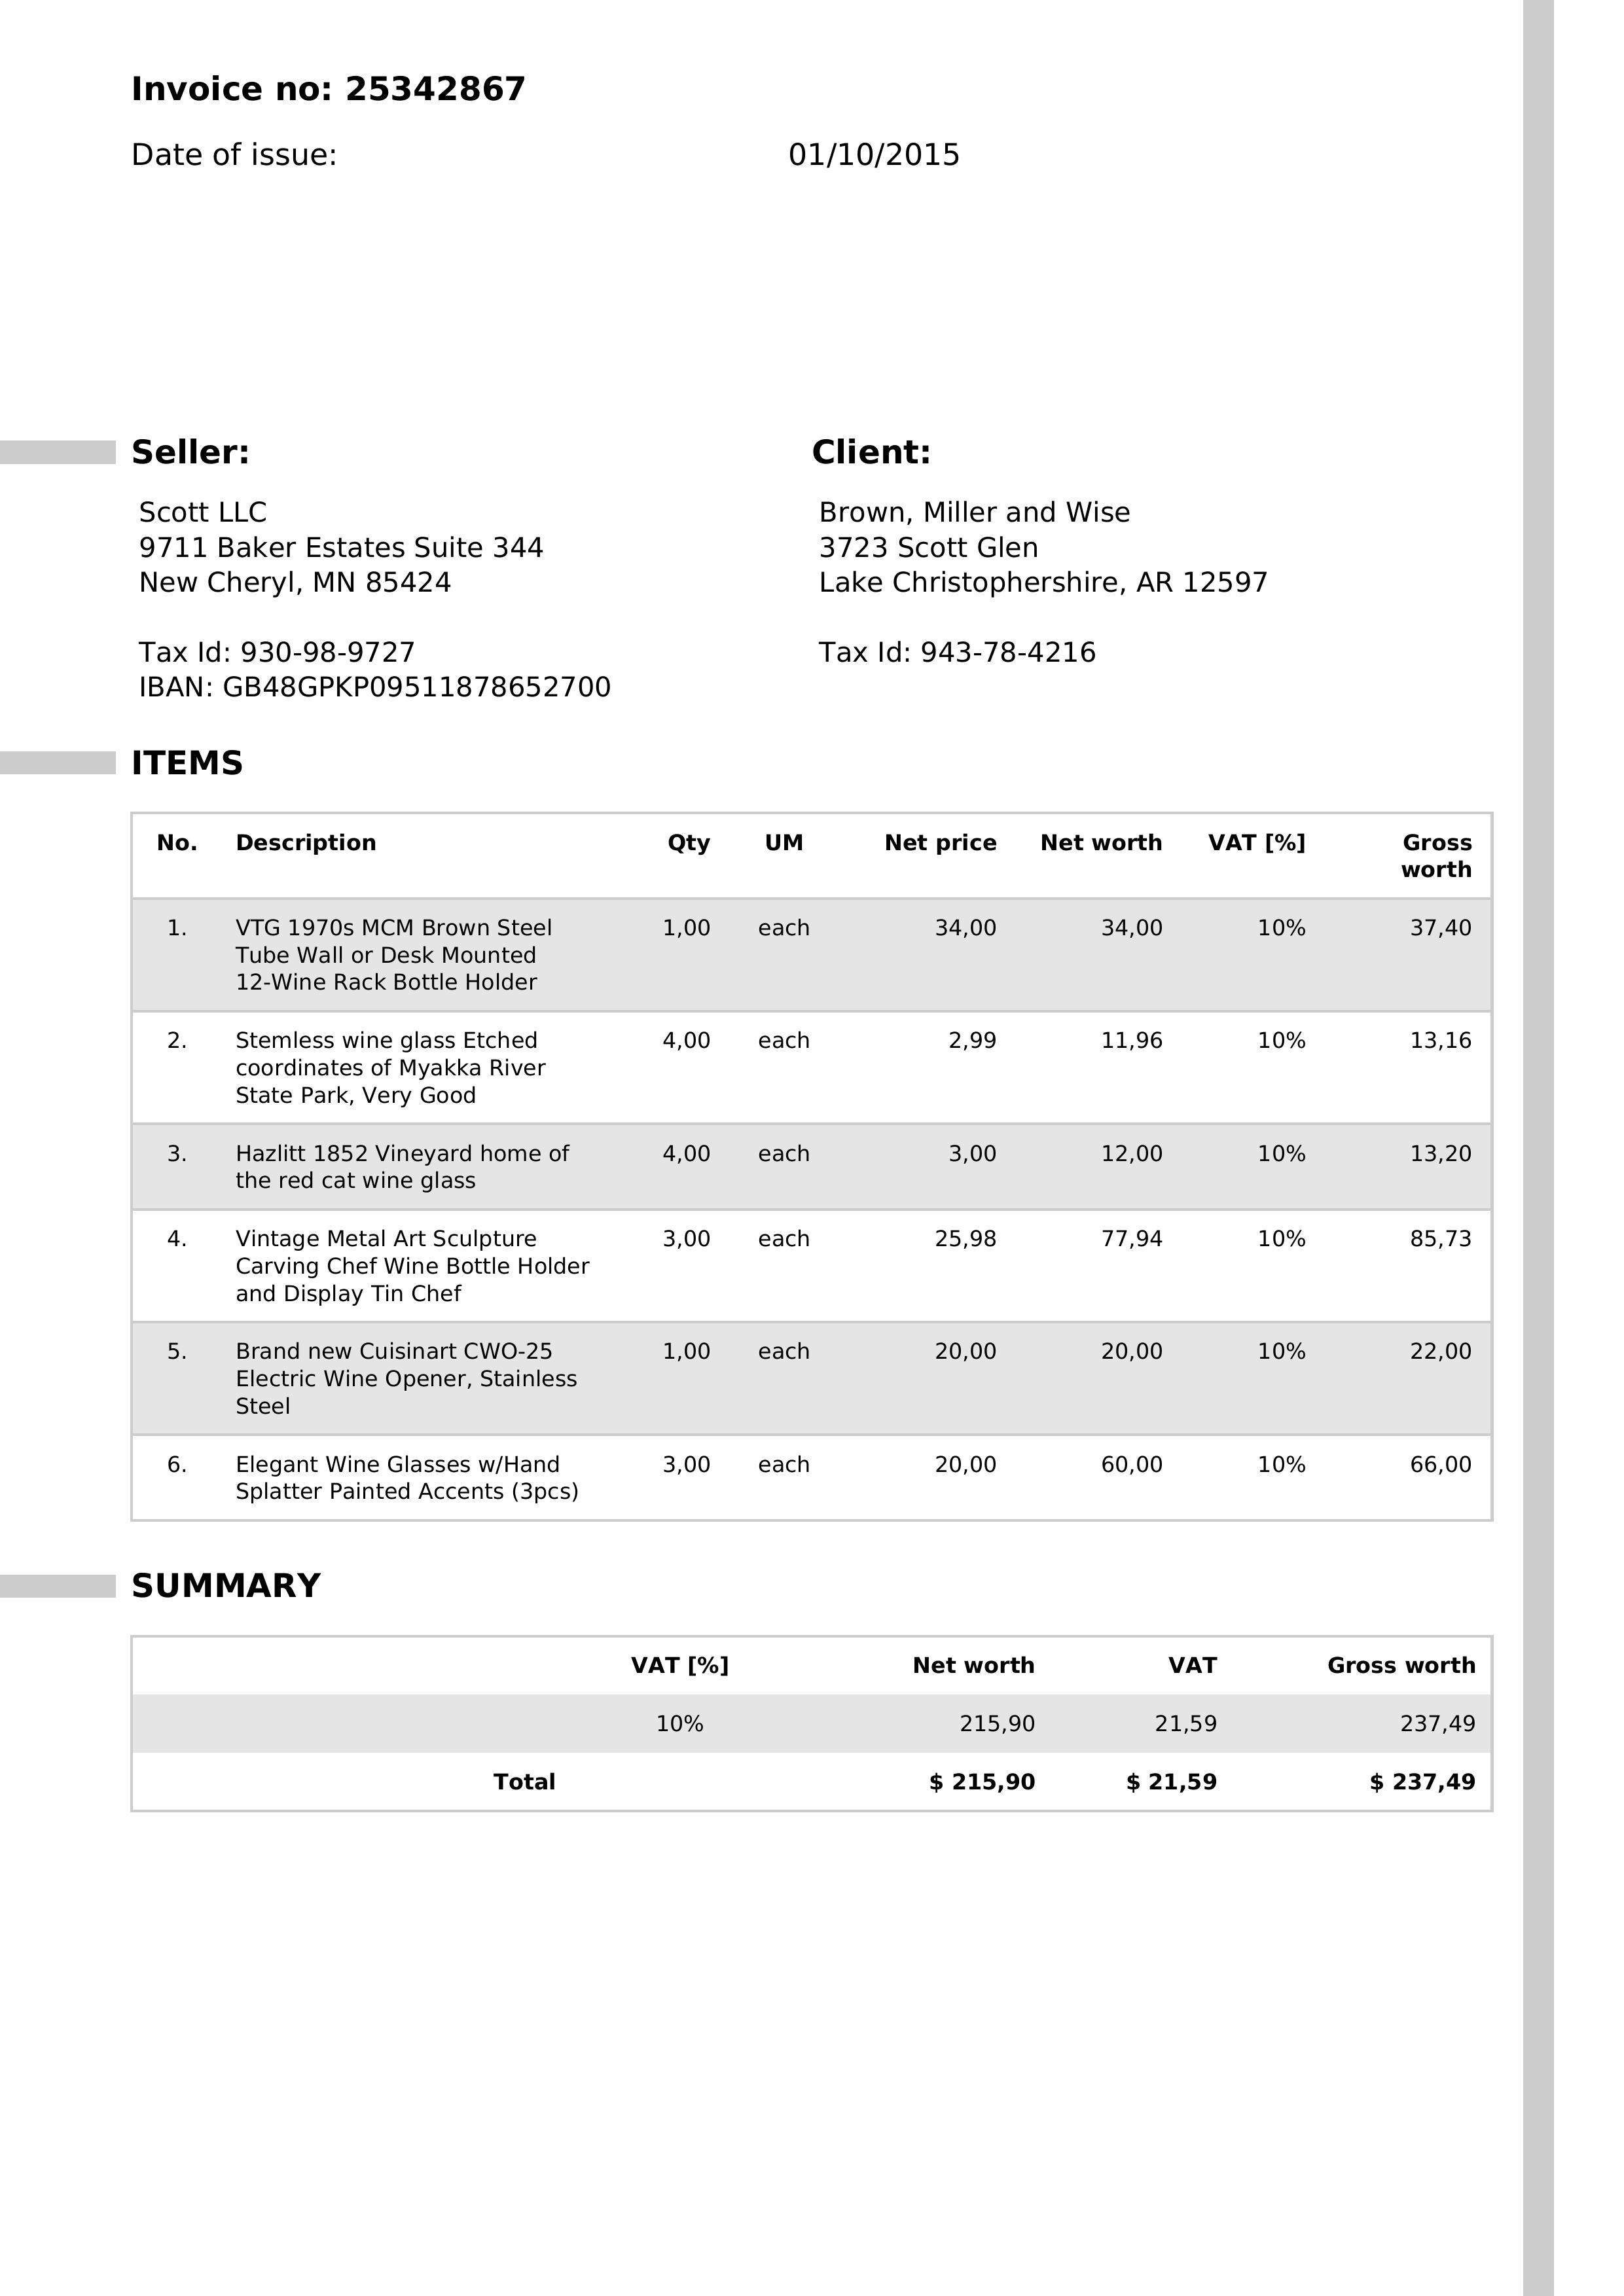 Invoice no: 25342867
Date of issue: 01/10/2015
Seller:
Scott LLC
9711 Baker Estates Suite 344
New Cheryl, MN 85424
Tax Id: 930-98-9727
IBAN: GB48GPKP09511878652700
Client:
Brown, Miller and Wise
3723 Scott Glen
Lake Christophershire, AR 12597
Tax Id: 943-78-4216
ITEMS
No. Description Qty UM Net price Net worth VAT [%] Gross
worth
1. VTG 1970s MCM Brown Steel 1,00 each 34,00 34,00 10% 37,40
Tube Wall or Desk Mounted
12-Wine Rack Bottle Holder
2. Stemless wine glass Etched 4,00 each 2,99 11,96 10% 13,16
coordinates of Myakka River
State Park, Very Good
3. Hazlitt 1852 Vineyard home of 4,00 each 3,00 12,00 10% 13,20
the red cat wine glass
4. Vintage Metal Art Sculpture 3,00 each 25,98 77,94 10% 85,73
Carving Chef Wine Bottle Holder
and Display Tin Chef
5. Brand new Cuisinart CWO-25 1,00 each 20,00 20,00 10% 22,00
Electric Wine Opener, Stainless
Steel
6. Elegant Wine Glasses w/Hand 3,00 each 20,00 60,00 10% 66,00
Splatter Painted Accents (3pcs)
SUMMARY
VAT [%] Net worth VAT Gross worth
10% 215,90 21,59 237,49
Total $ 215,90 $ 21,59 $ 237,49